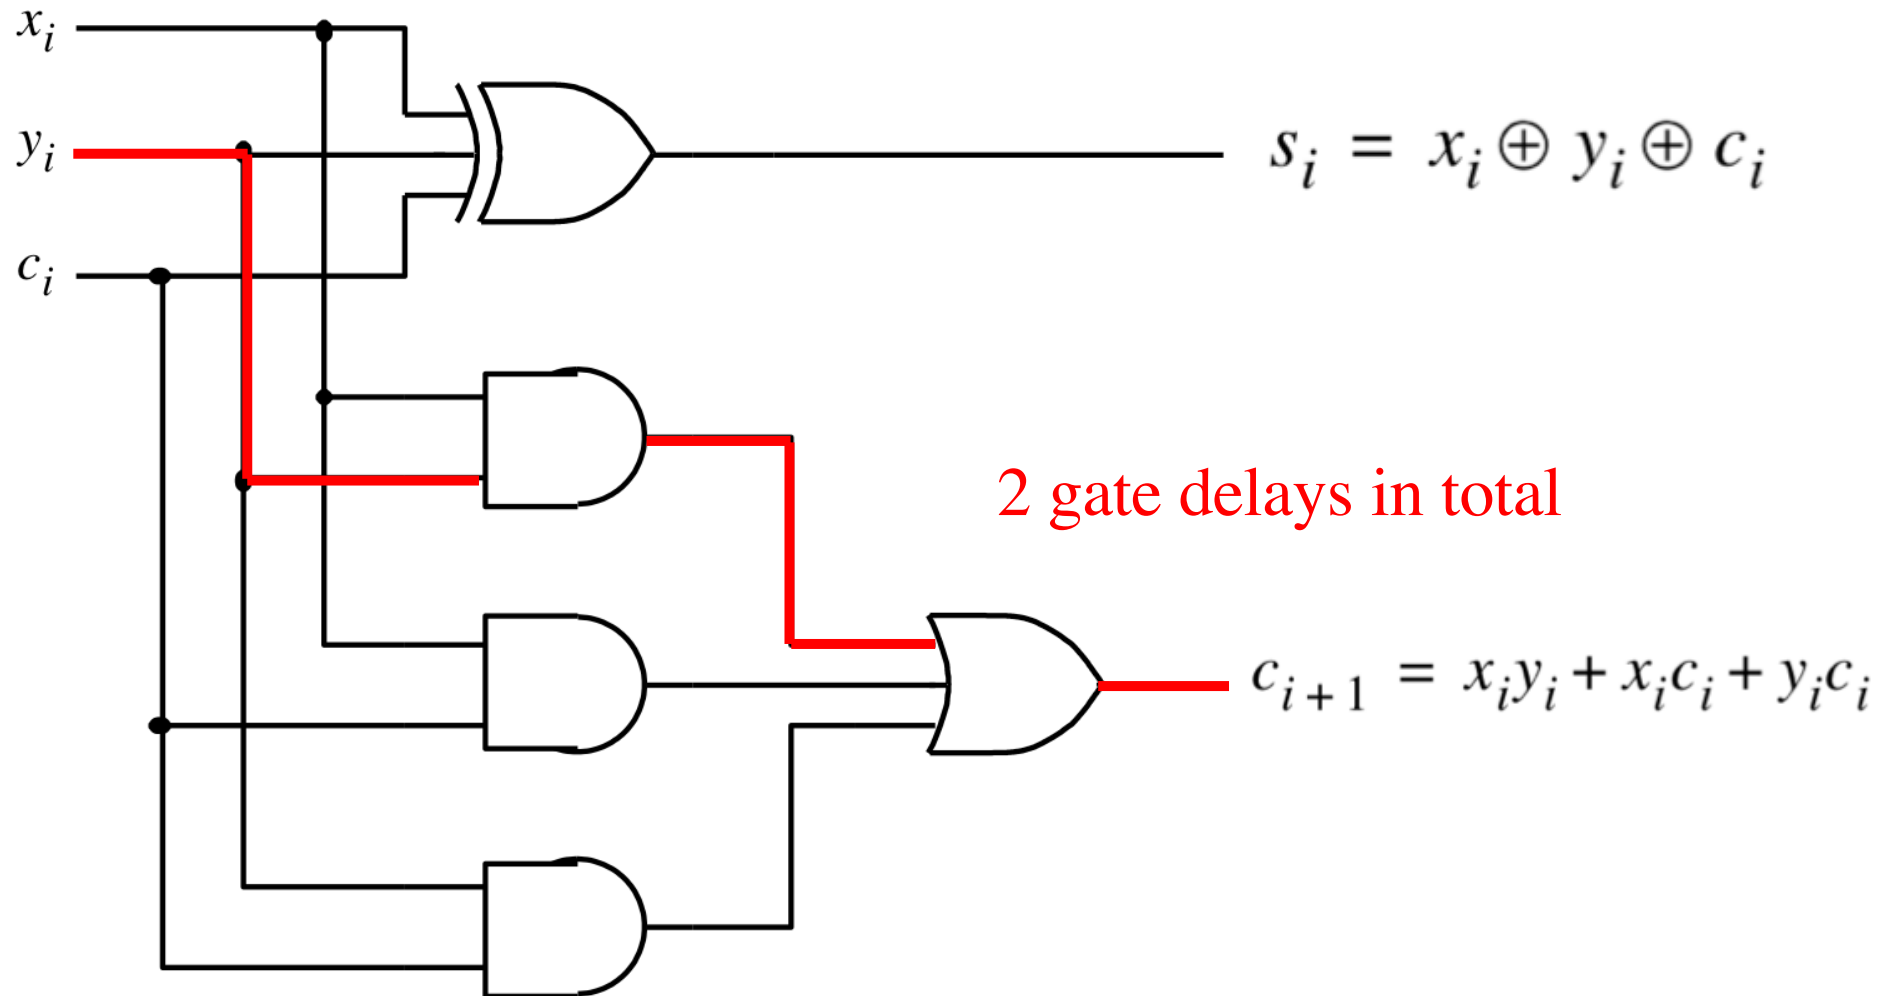 xᵢ
yᵢ
sᵢ = xᵢ ⊕ yᵢ ⊕ cᵢ
cᵢ
2 gate delays in total
cᵢ₊₁ = xᵢyᵢ + xᵢcᵢ + yᵢcᵢ